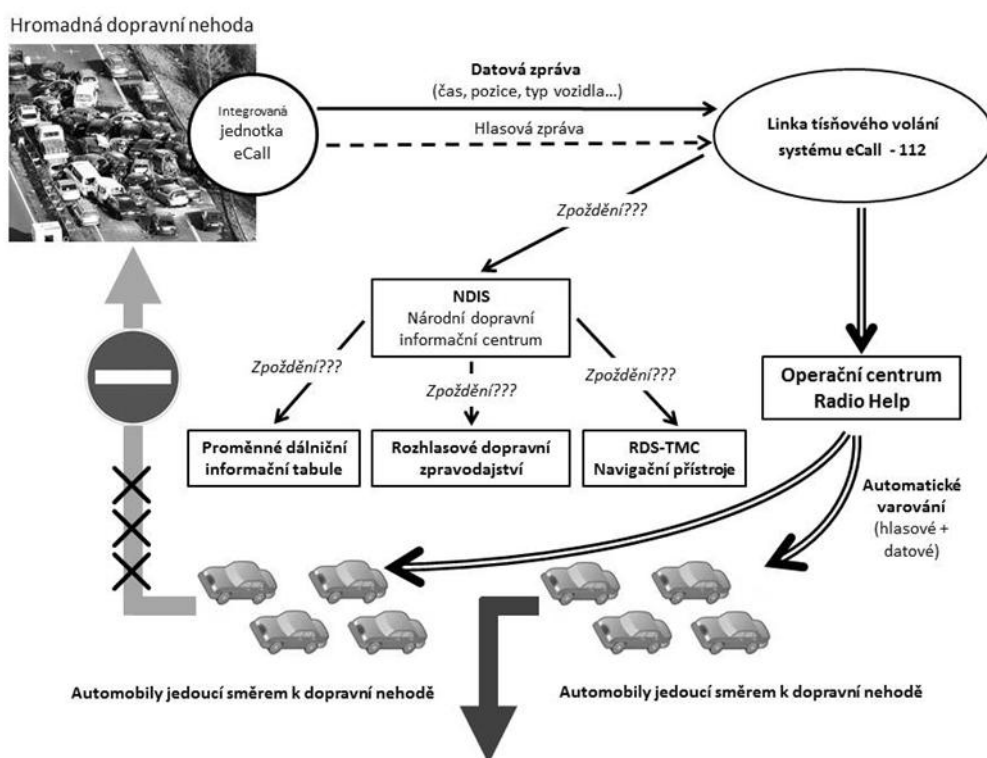 Hromadná dopravní nehoda
Integrovaná
jednotka
eCall
Datová zpráva
(čas, pozice, typ vozidla...)
Hlasová zpráva
Linka tísňového volání
systému eCall - 112
Zpoždění???
NDIS
Národní dopravní
informační centrum
Zpoždění???
Zpoždění???
Zpoždění???
Operační centrum
Radio Help
Proměnné dálniční
informační tabule
Rozhlasové dopravní
zpravodajství
RDS-TMC
Navigační přístroje
Automatické
varování
(hlasové +
datové)
Automobily jedoucí směrem k dopravní nehodě
Automobily jedoucí směrem k dopravní nehodě